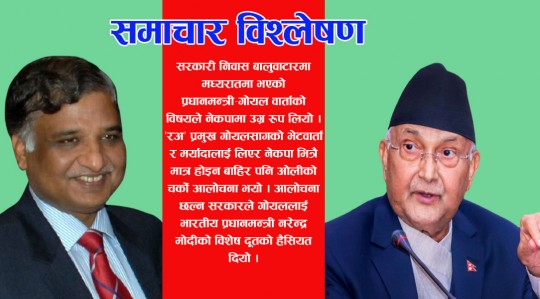 समाचार विश्लेषण
सरकारी निवास बालुवाटारमा
मध्यरातमा भएको
प्रधानमन्त्री-गोयल वार्ताको
विषयले नेकपामा उग्र रुप लियो ।
'रअ' प्रमुख गोयलसागको भेटवार्ता
र मर्यादालाई लिएर नेकपा भित्रै
मात्र होइन बाहिर पनि ओलीको
चर्को आलोचना भयो । आलोचना
छल्न सरकारले गोयललाई
भारतीय प्रधानमन्त्री नरेन्द्र
मोदीको विशेष दूतको हैसियत
दियो ।